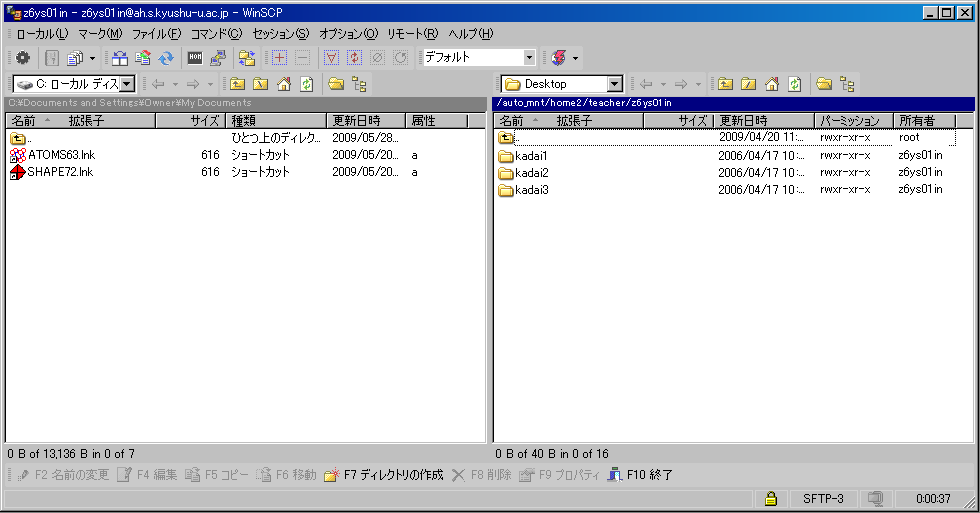 z6ys01in - z6ys01in@ah.s.kyushu-u.ac.jp - WinSCP
ローカル(L) マーク(M) ファイル(F) コマンド(C) セッション(S) オプション(O) リモート(R) ヘルプ(H)
デフォルト
C: ローカル ディス
Desktop
C:¥Documents and Settings¥Owner¥My Documents
/auto_mnt/home2/teacher/z6ys01in
名前 拡張子 サイズ 種類 更新日時 属性
.. ひとつ上のディレク... 2009/05/28...
ATOMS63.lnk 616 ショートカット 2009/05/20... a
SHAPE72.lnk 616 ショートカット 2009/05/20... a
名前 拡張子 サイズ 更新日時 パーミッション 所有者
.. 2009/04/20 11:... rwxr-xr-x root
kadai1 2006/04/17 10:... rwxr-xr-x z6ys01in
kadai2 2006/04/17 10:... rwxr-xr-x z6ys01in
kadai3 2006/04/17 10:... rwxr-xr-x z6ys01in
0 B of 13,136 B in 0 of 7
0 B of 40 B in 0 of 16
F2 名前の変更 F4 編集 F5 コピー F6 移動 F7 ディレクトリの作成 F8 削除 F9 プロパティ F10 終了
SFTP-3 0:00:37